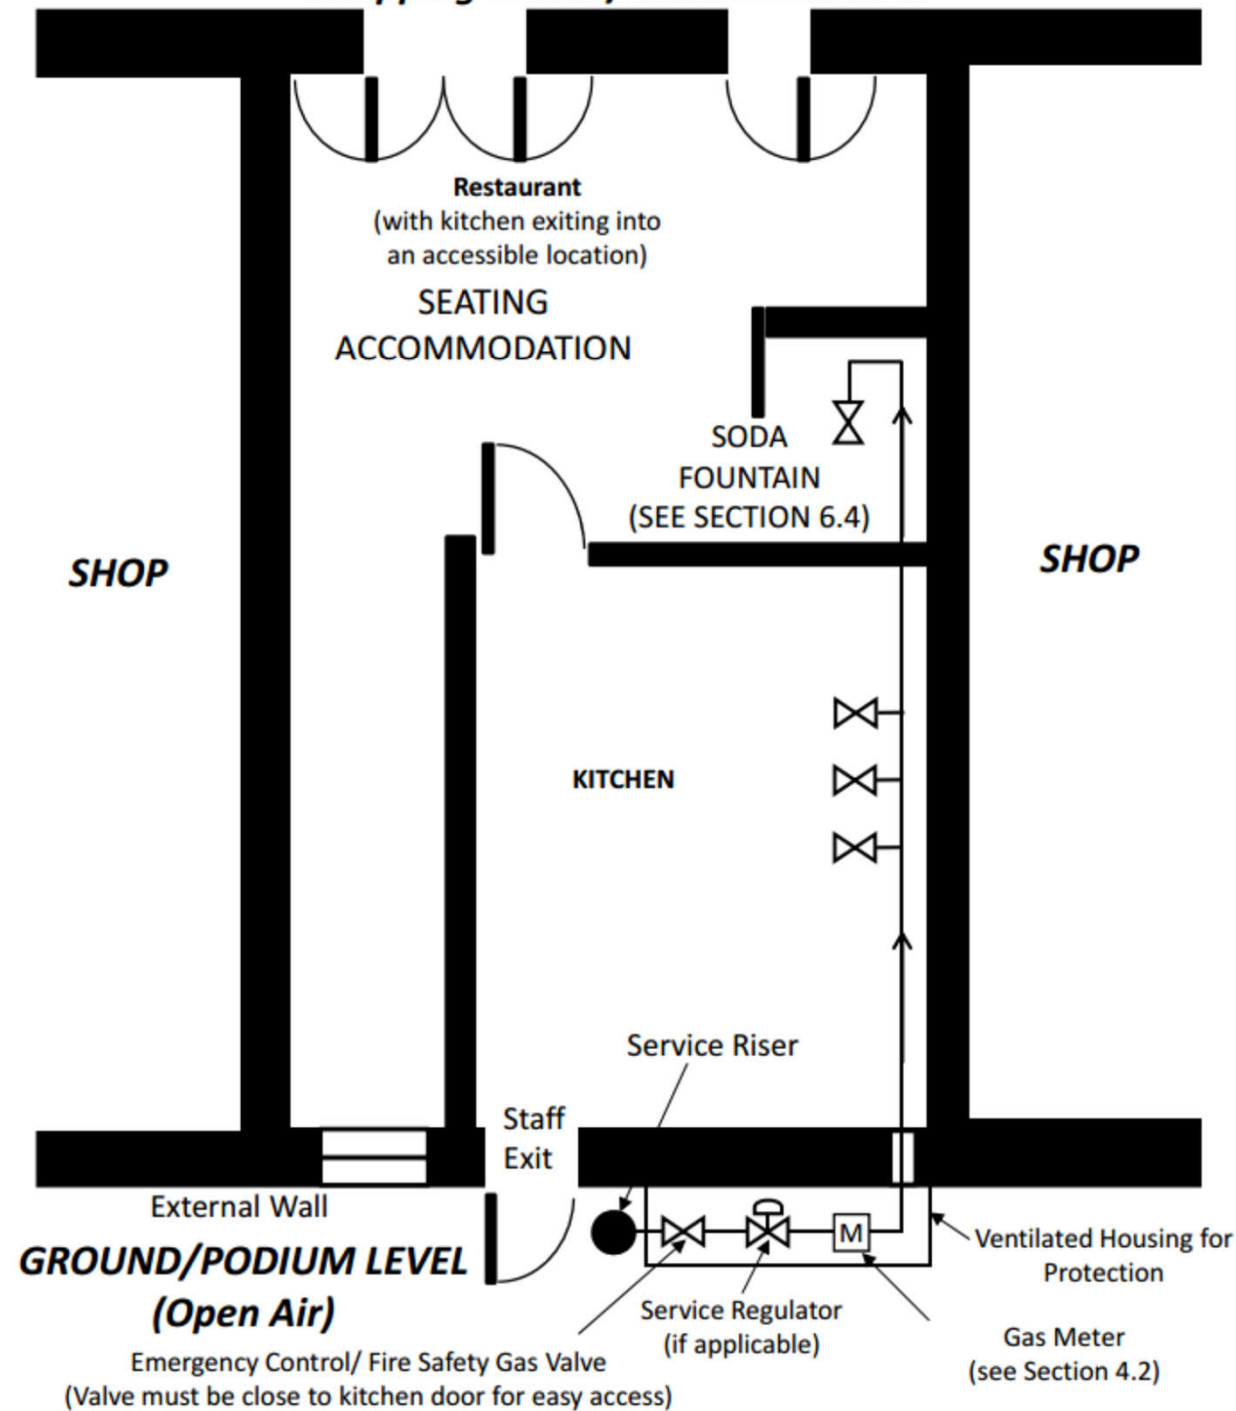 Restaurant
(with kitchen exiting into
an accessible location)
SEATING
ACCOMMODATION
SODA
FOUNTAIN
(SEE SECTION 6.4)
SHOP
SHOP
KITCHEN
Service Riser
Staff
Exit
External Wall
GROUND/PODIUM LEVEL
(Open Air)
M
Ventilated Housing for
Protection
Service Regulator
(if applicable)
Gas Meter
(see Section 4.2)
Emergency Control/ Fire Safety Gas Valve
(Valve must be close to kitchen door for easy access)